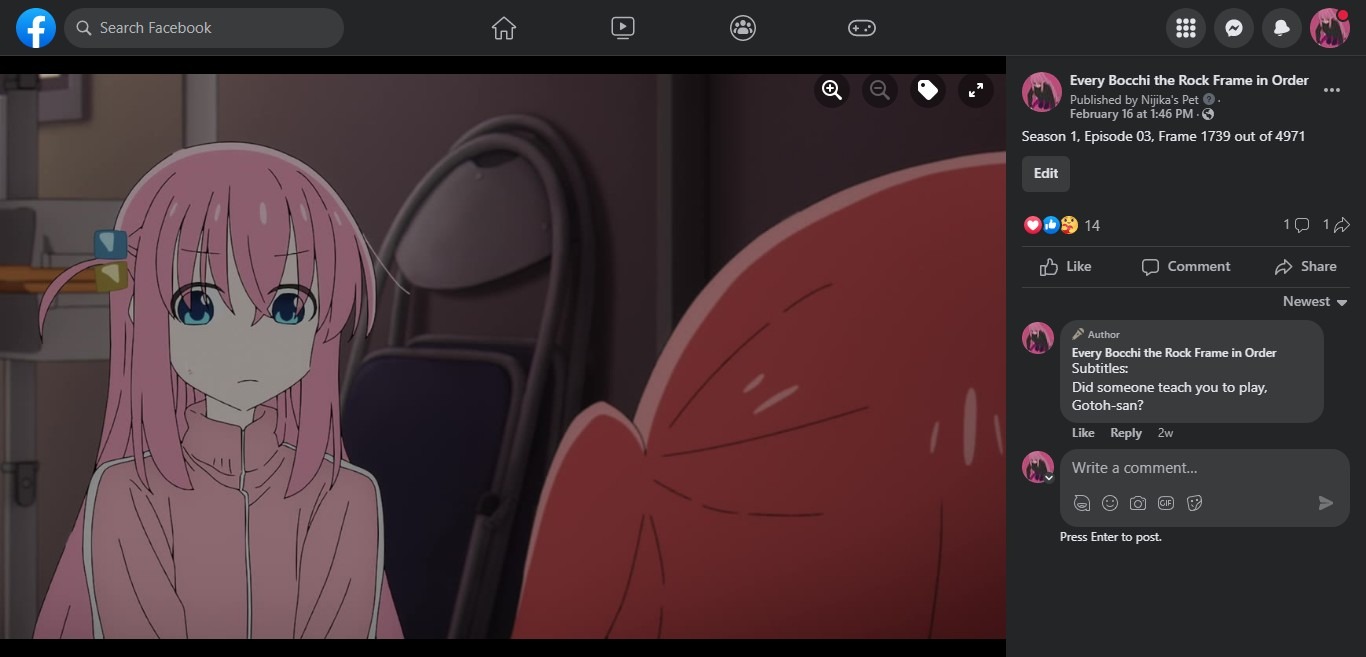 Search Facebook
Every Bocchi the Rock Frame in Order
Published by Nijika's Pet ·
February 16 at 1:46 PM ·
Season 1, Episode 03, Frame 1739 out of 4971
Edit
14
1
1
Like
Comment
Share
Newest
Author
Every Bocchi the Rock Frame in Order
Subtitles:
Did someone teach you to play,
Gotoh-san?
Like
Reply
2w
Write a comment...
GIF
Press Enter to post.